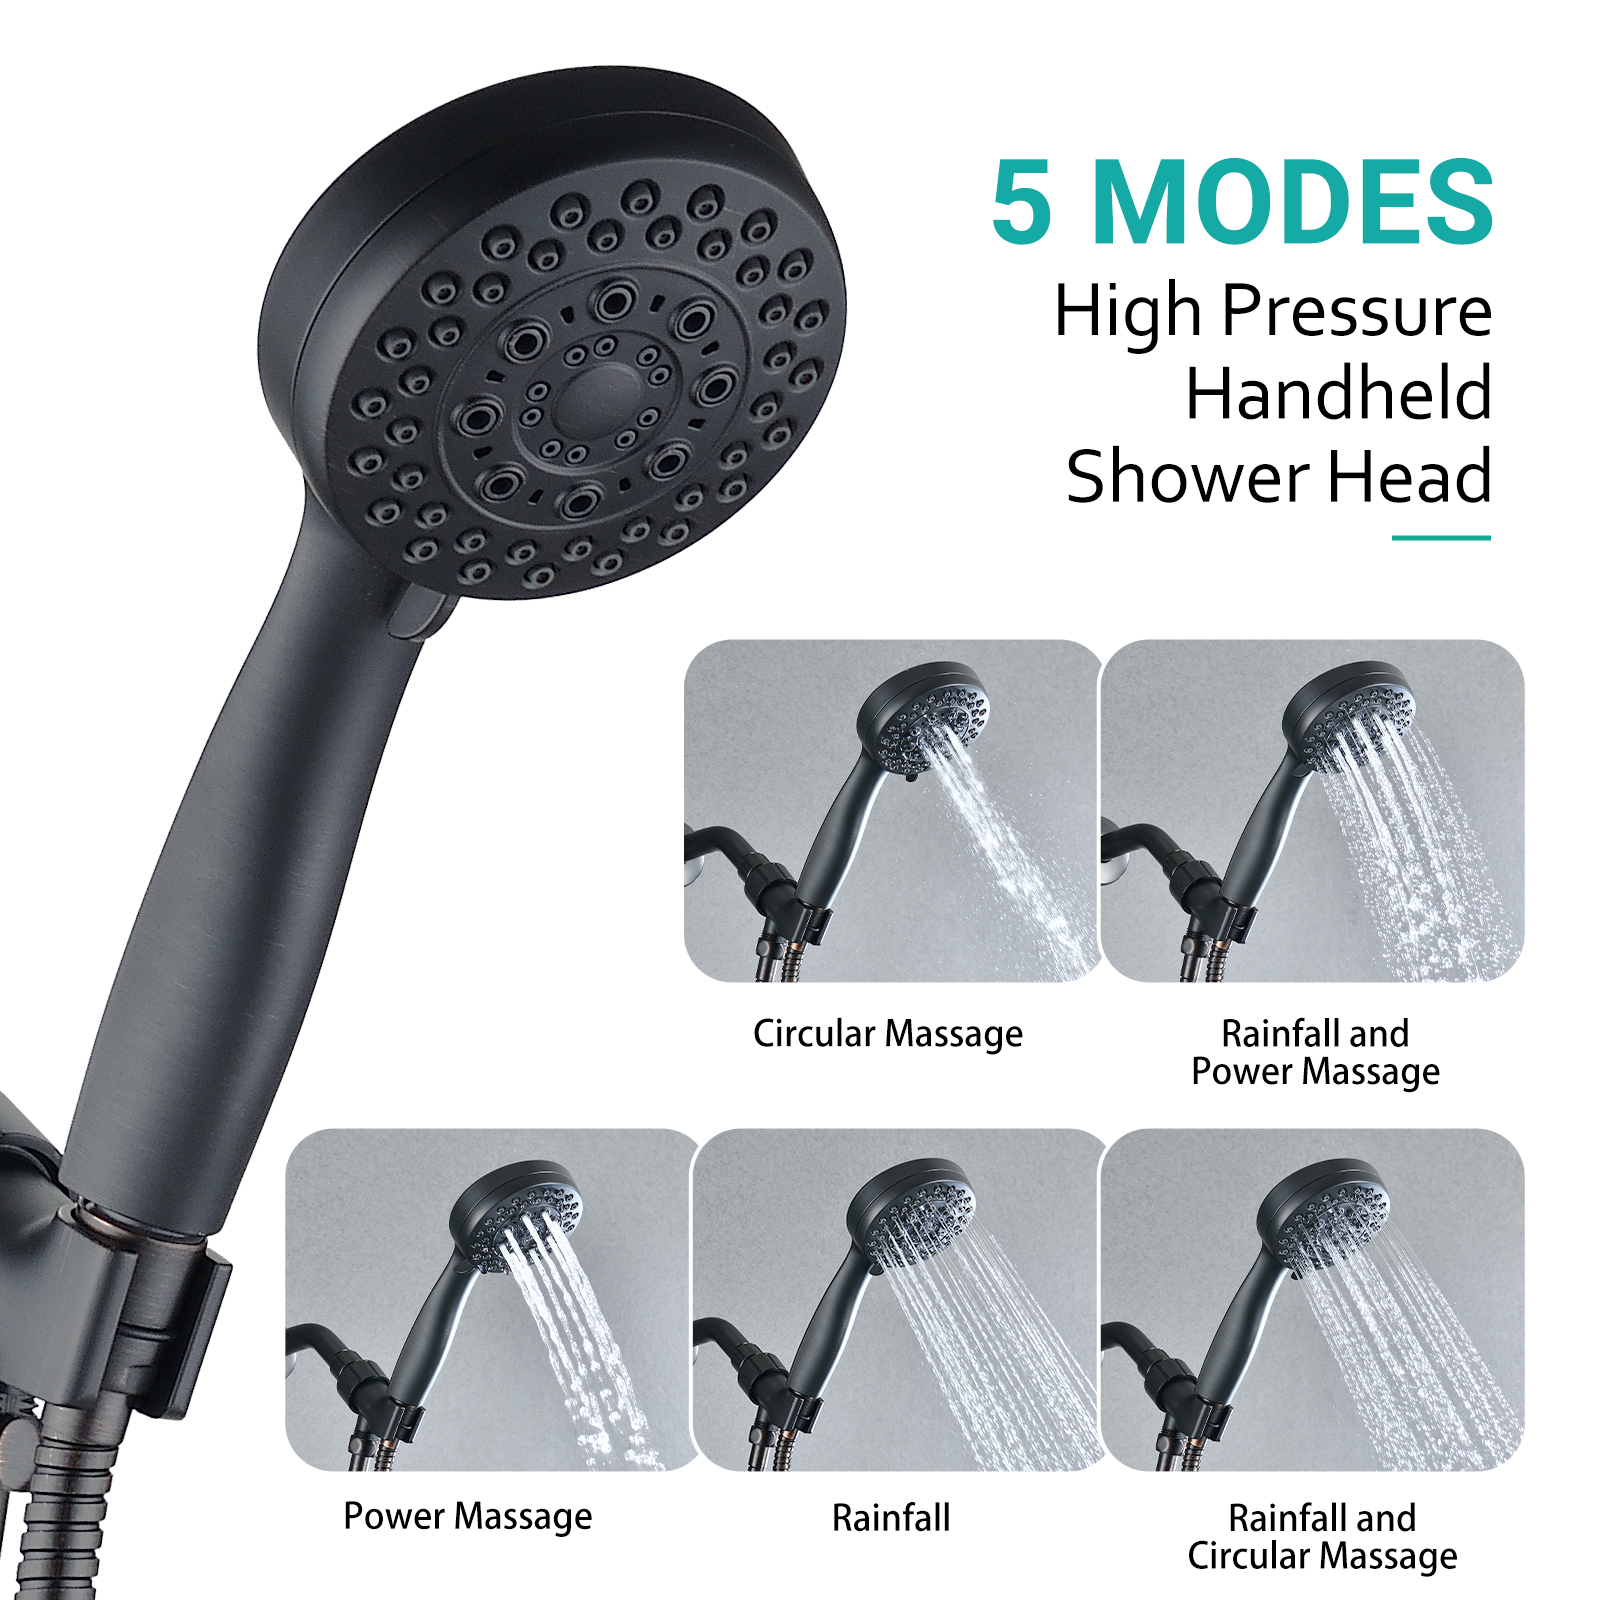 5 MODES
High Pressure
Handheld
Shower Head
Circular Massage
Rainfall and
Power Massage
Power Massage
Rainfall
Rainfall and
Circular Massage